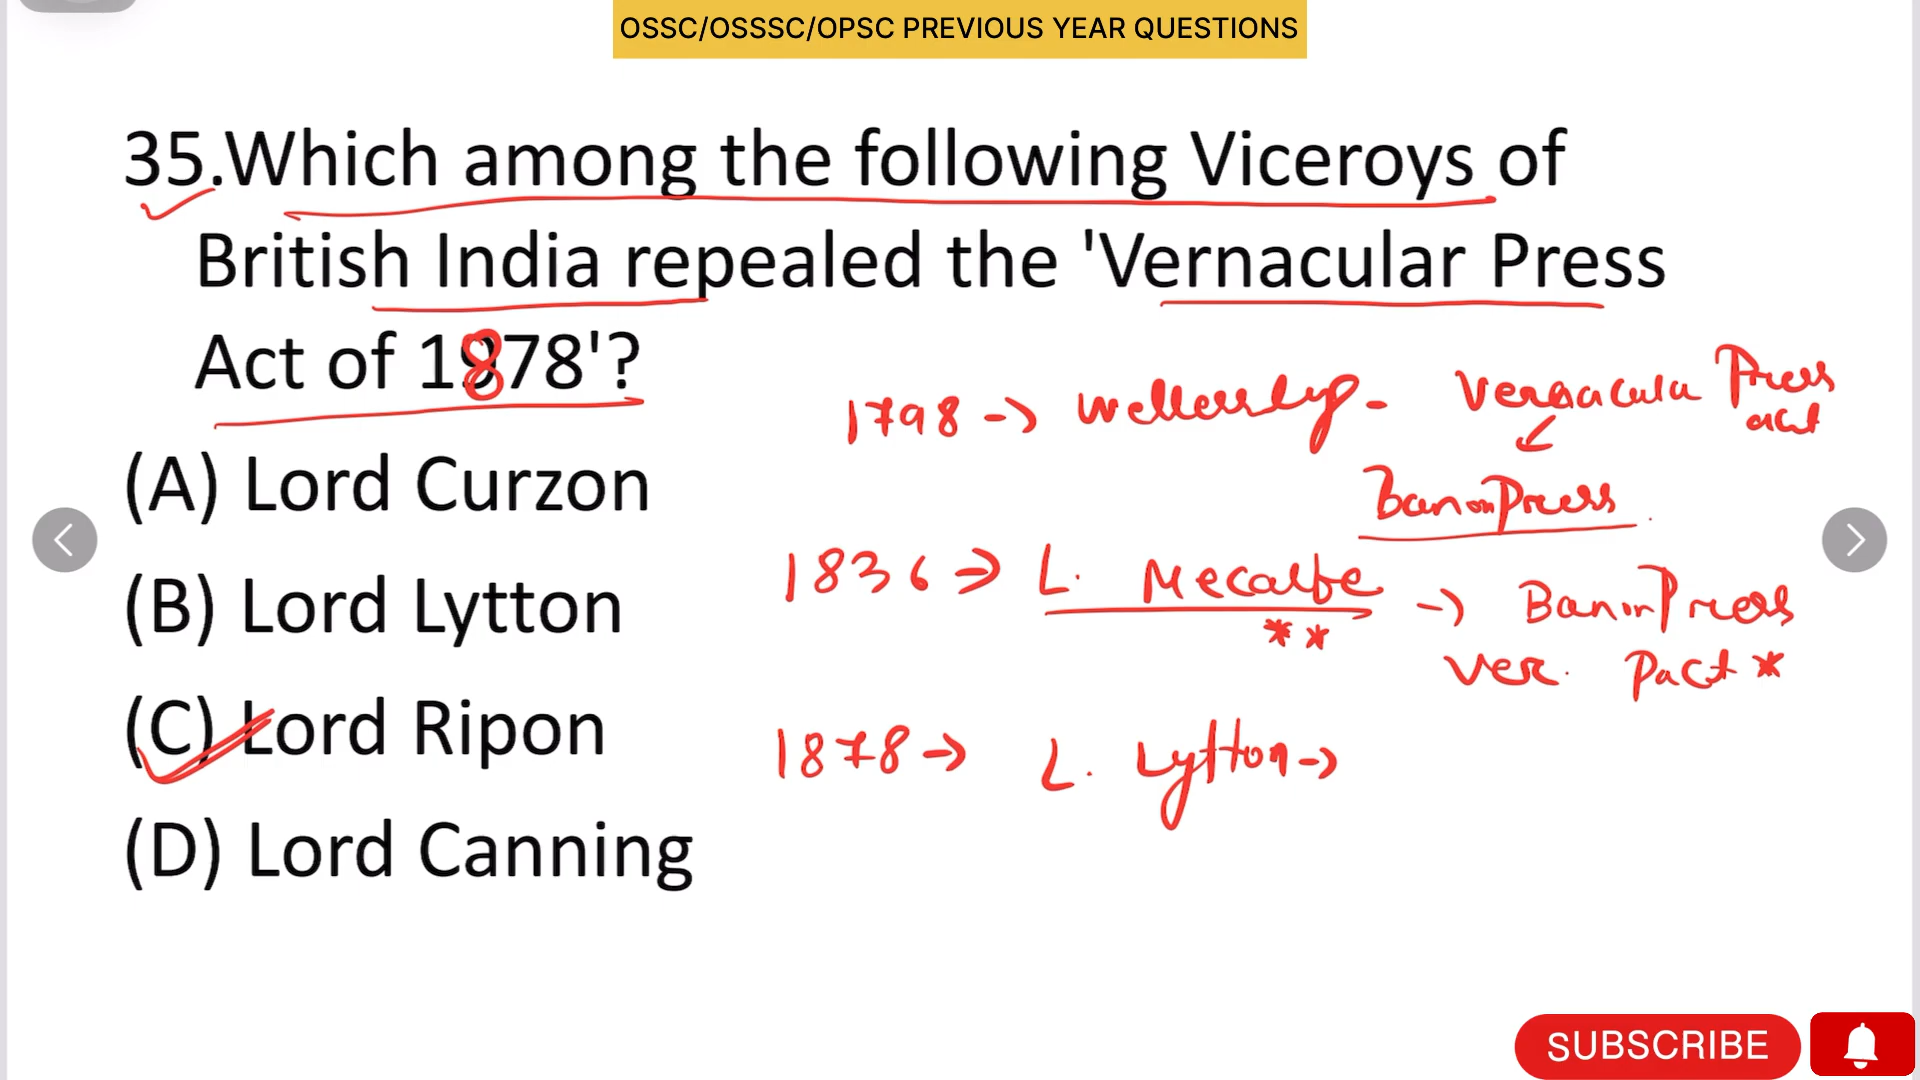 OSSC/OSSSC/OPSC PREVIOUS YEAR QUESTIONS
35.Which among the following Viceroys of
British India repealed the 'Vernacular Press
Act of 1878'?
(A) Lord Curzon
(B) Lord Lytton
(C) Lord Ripon
(D) Lord Canning
1798 -> Wellessley - Vernacula Press
act
Ban on Press
1836 => L. Mecalfe -> Ban on Press
** ver. Pact *
1878 -> L. Lytton ->
SUBSCRIBE